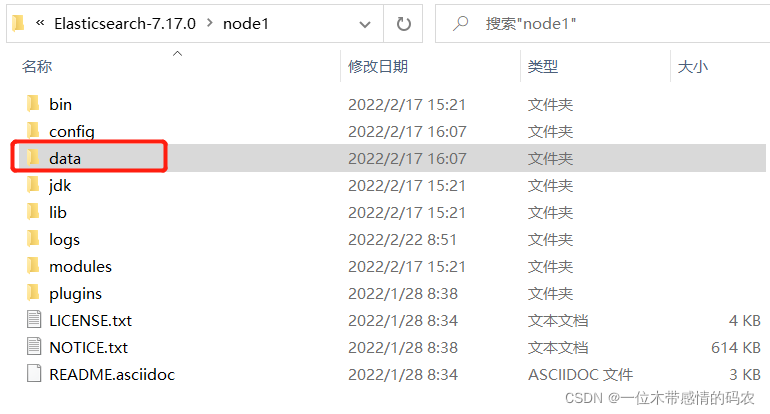 « Elasticsearch-7.17.0 > node1 搜索"node1"
名称 修改日期 类型 大小
bin 2022/2/17 15:21 文件夹
config 2022/2/17 16:07 文件夹
data 2022/2/17 16:07 文件夹
jdk 2022/2/17 15:21 文件夹
lib 2022/2/17 15:21 文件夹
logs 2022/2/22 8:51 文件夹
modules 2022/2/17 15:21 文件夹
plugins 2022/1/28 8:38 文件夹
LICENSE.txt 2022/1/28 8:34 文本文档 4 KB
NOTICE.txt 2022/1/28 8:38 文本文档 614 KB
README.asciidoc 2022/1/28 8:34 ASCIIDOC 文件 3 KB
CSDN @一位木带感情的码农